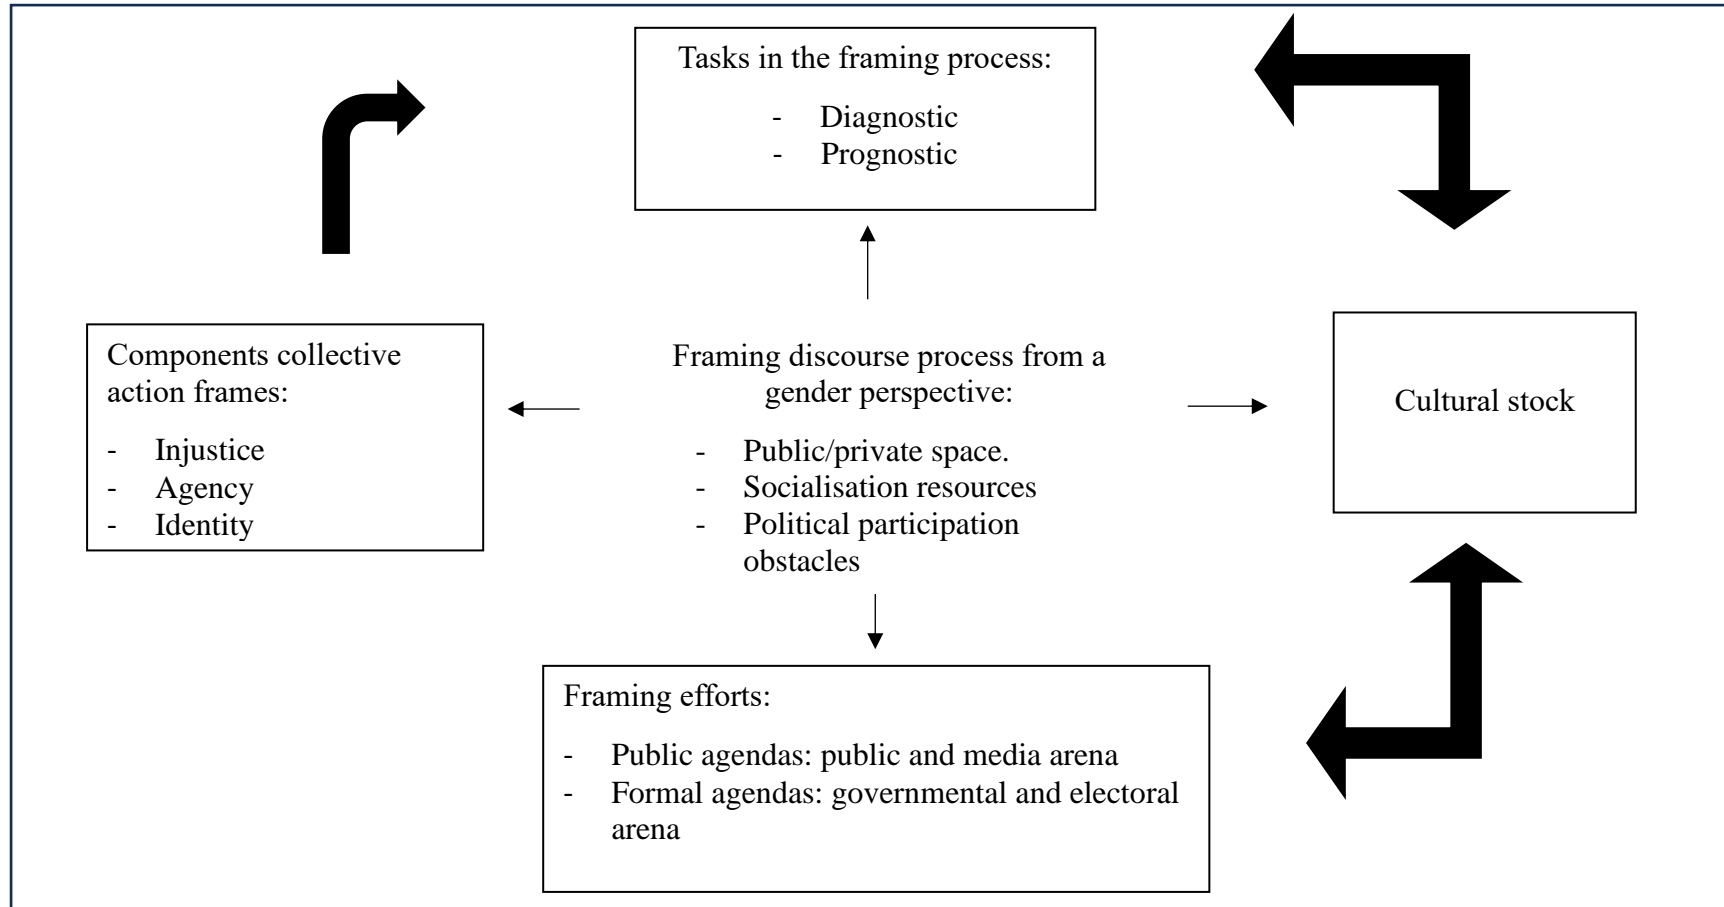 Tasks in the framing process:
- Diagnostic
- Prognostic
Components collective
action frames:
- Injustice
- Agency
- Identity
Framing discourse process from a
gender perspective:
- Public/private space.
- Socialisation resources
- Political participation
obstacles
Cultural stock
Framing efforts:
- Public agendas: public and media arena
- Formal agendas: governmental and electoral
arena